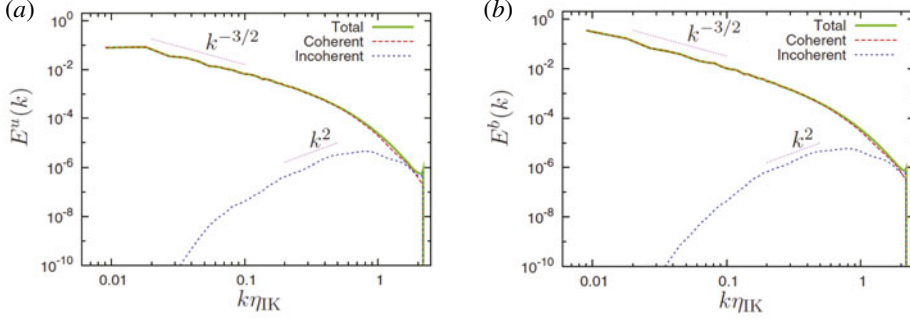 (a)
10^0
10^-2
10^-4
10^-6
10^-8
10^-10
E^u(k)
k^-3/2
Total
Coherent
Incoherent
k^2
0.01
0.1
1
kη_IK
(b)
10^0
10^-2
10^-4
10^-6
10^-8
10^-10
E^b(k)
k^-3/2
Total
Coherent
Incoherent
k^2
0.01
0.1
1
kη_IK